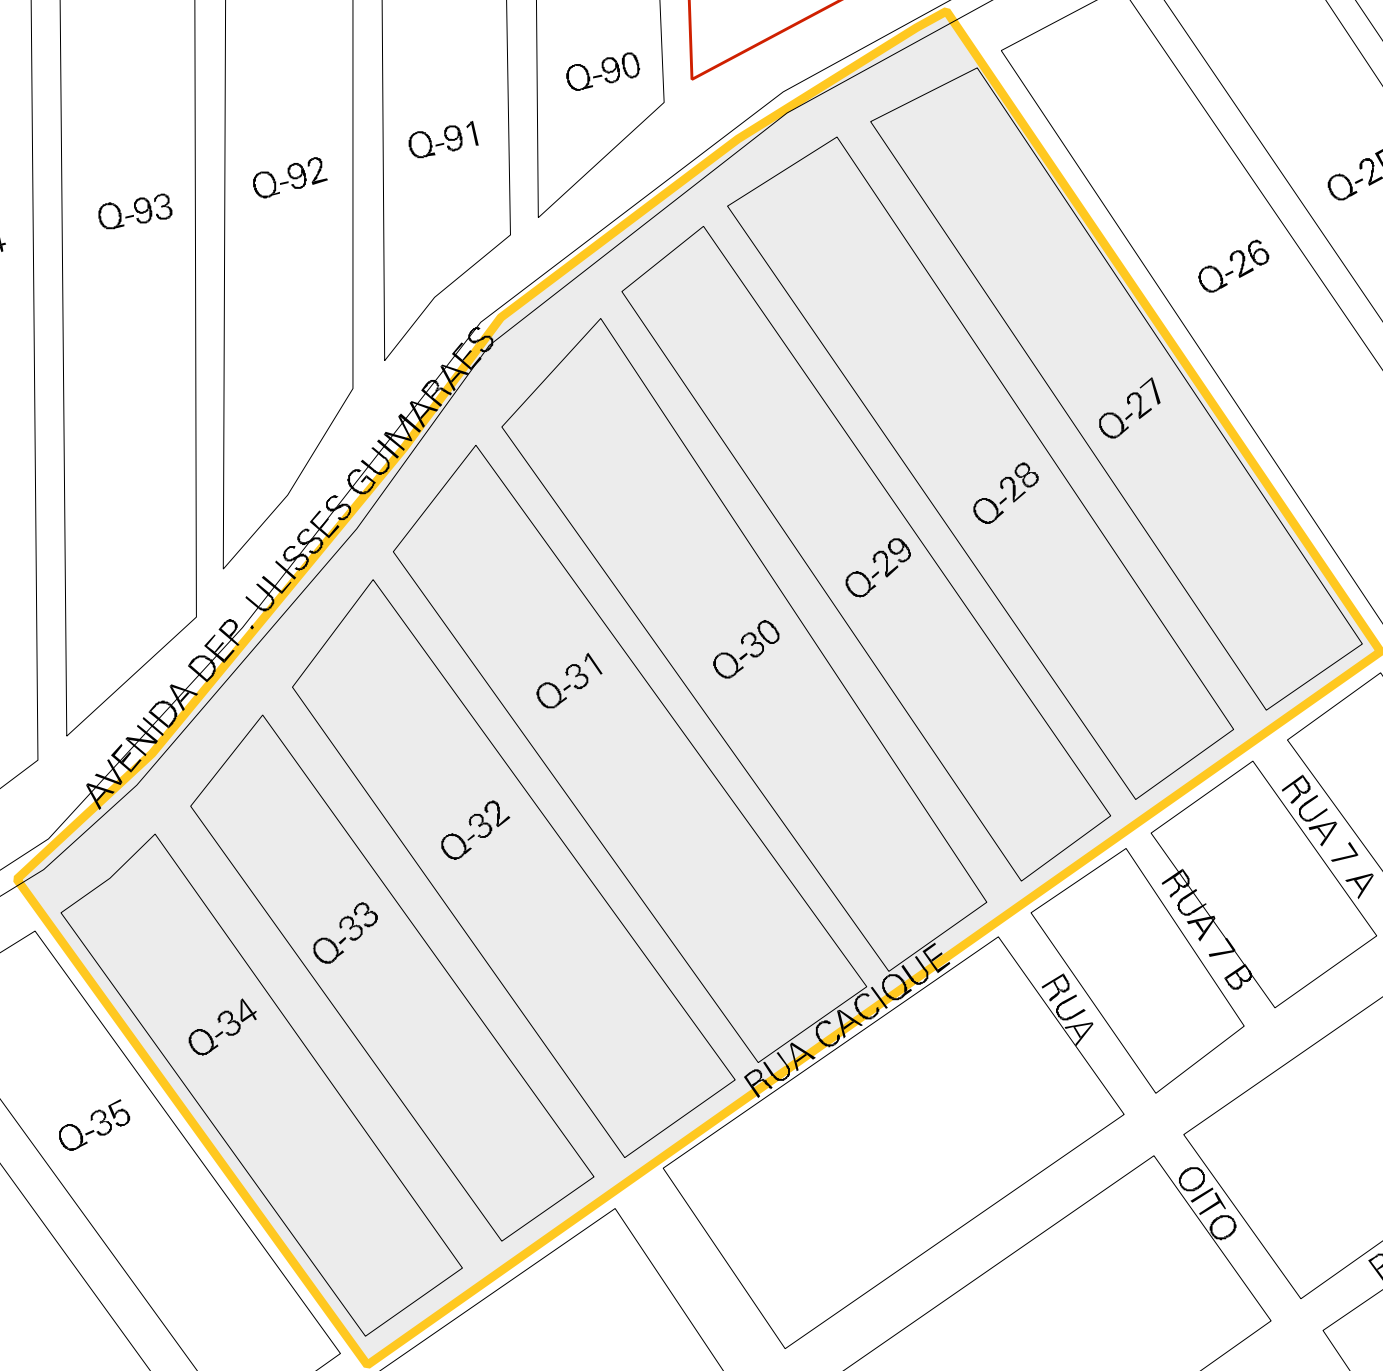 Q-90
Q-91
Q-92
Q-93
Q-26
AVENIDA DEP. ULISSES GUIMARAES
Q-27
Q-28
Q-29
Q-30
Q-31
Q-32
Q-33
Q-34
Q-35
RUA CACIQUE
RUA 7 A
RUA 7 B
RUA
OITO